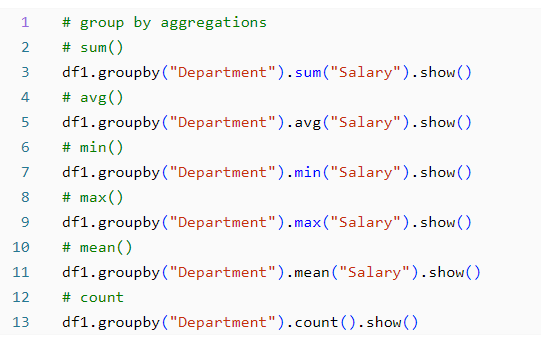 1 # group by aggregations
2 # sum()
3 df1.groupby("Department").sum("Salary").show()
4 # avg()
5 df1.groupby("Department").avg("Salary").show()
6 # min()
7 df1.groupby("Department").min("Salary").show()
8 # max()
9 df1.groupby("Department").max("Salary").show()
10 # mean()
11 df1.groupby("Department").mean("Salary").show()
12 # count
13 df1.groupby("Department").count().show()